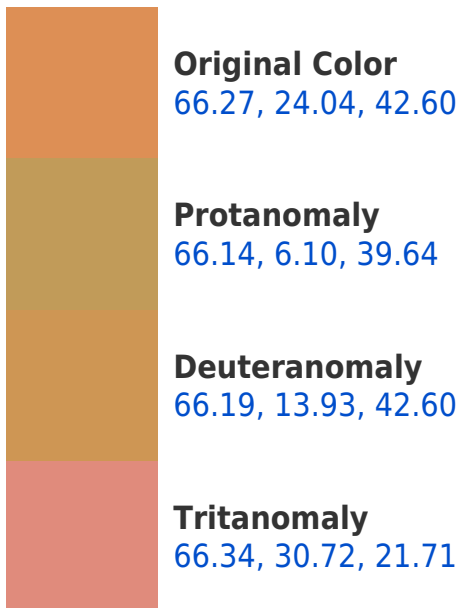 Original Color
66.27, 24.04, 42.60
Protanomaly
66.14, 6.10, 39.64
Deuteranomaly
66.19, 13.93, 42.60
Tritanomaly
66.34, 30.72, 21.71